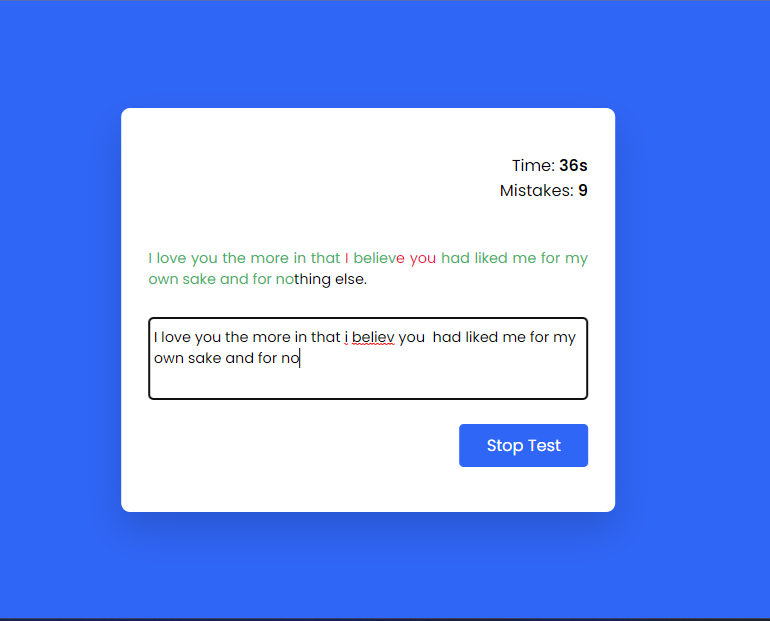 Time: 36s
Mistakes: 9
I love you the more in that I believe you had liked me for my
own sake and for nothing else.
I love you the more in that i believ you  had liked me for my
own sake and for no
Stop Test